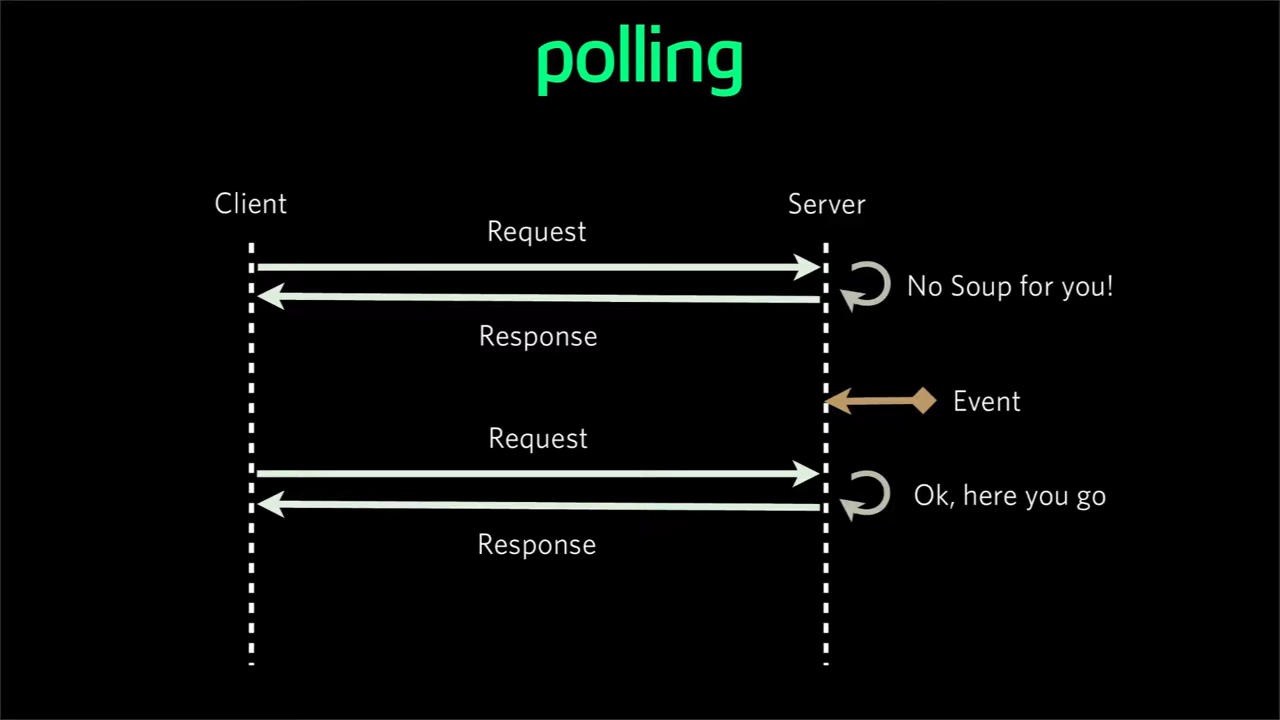 polling
Client
Server
Request
No Soup for you!
Response
Event
Request
Ok, here you go
Response